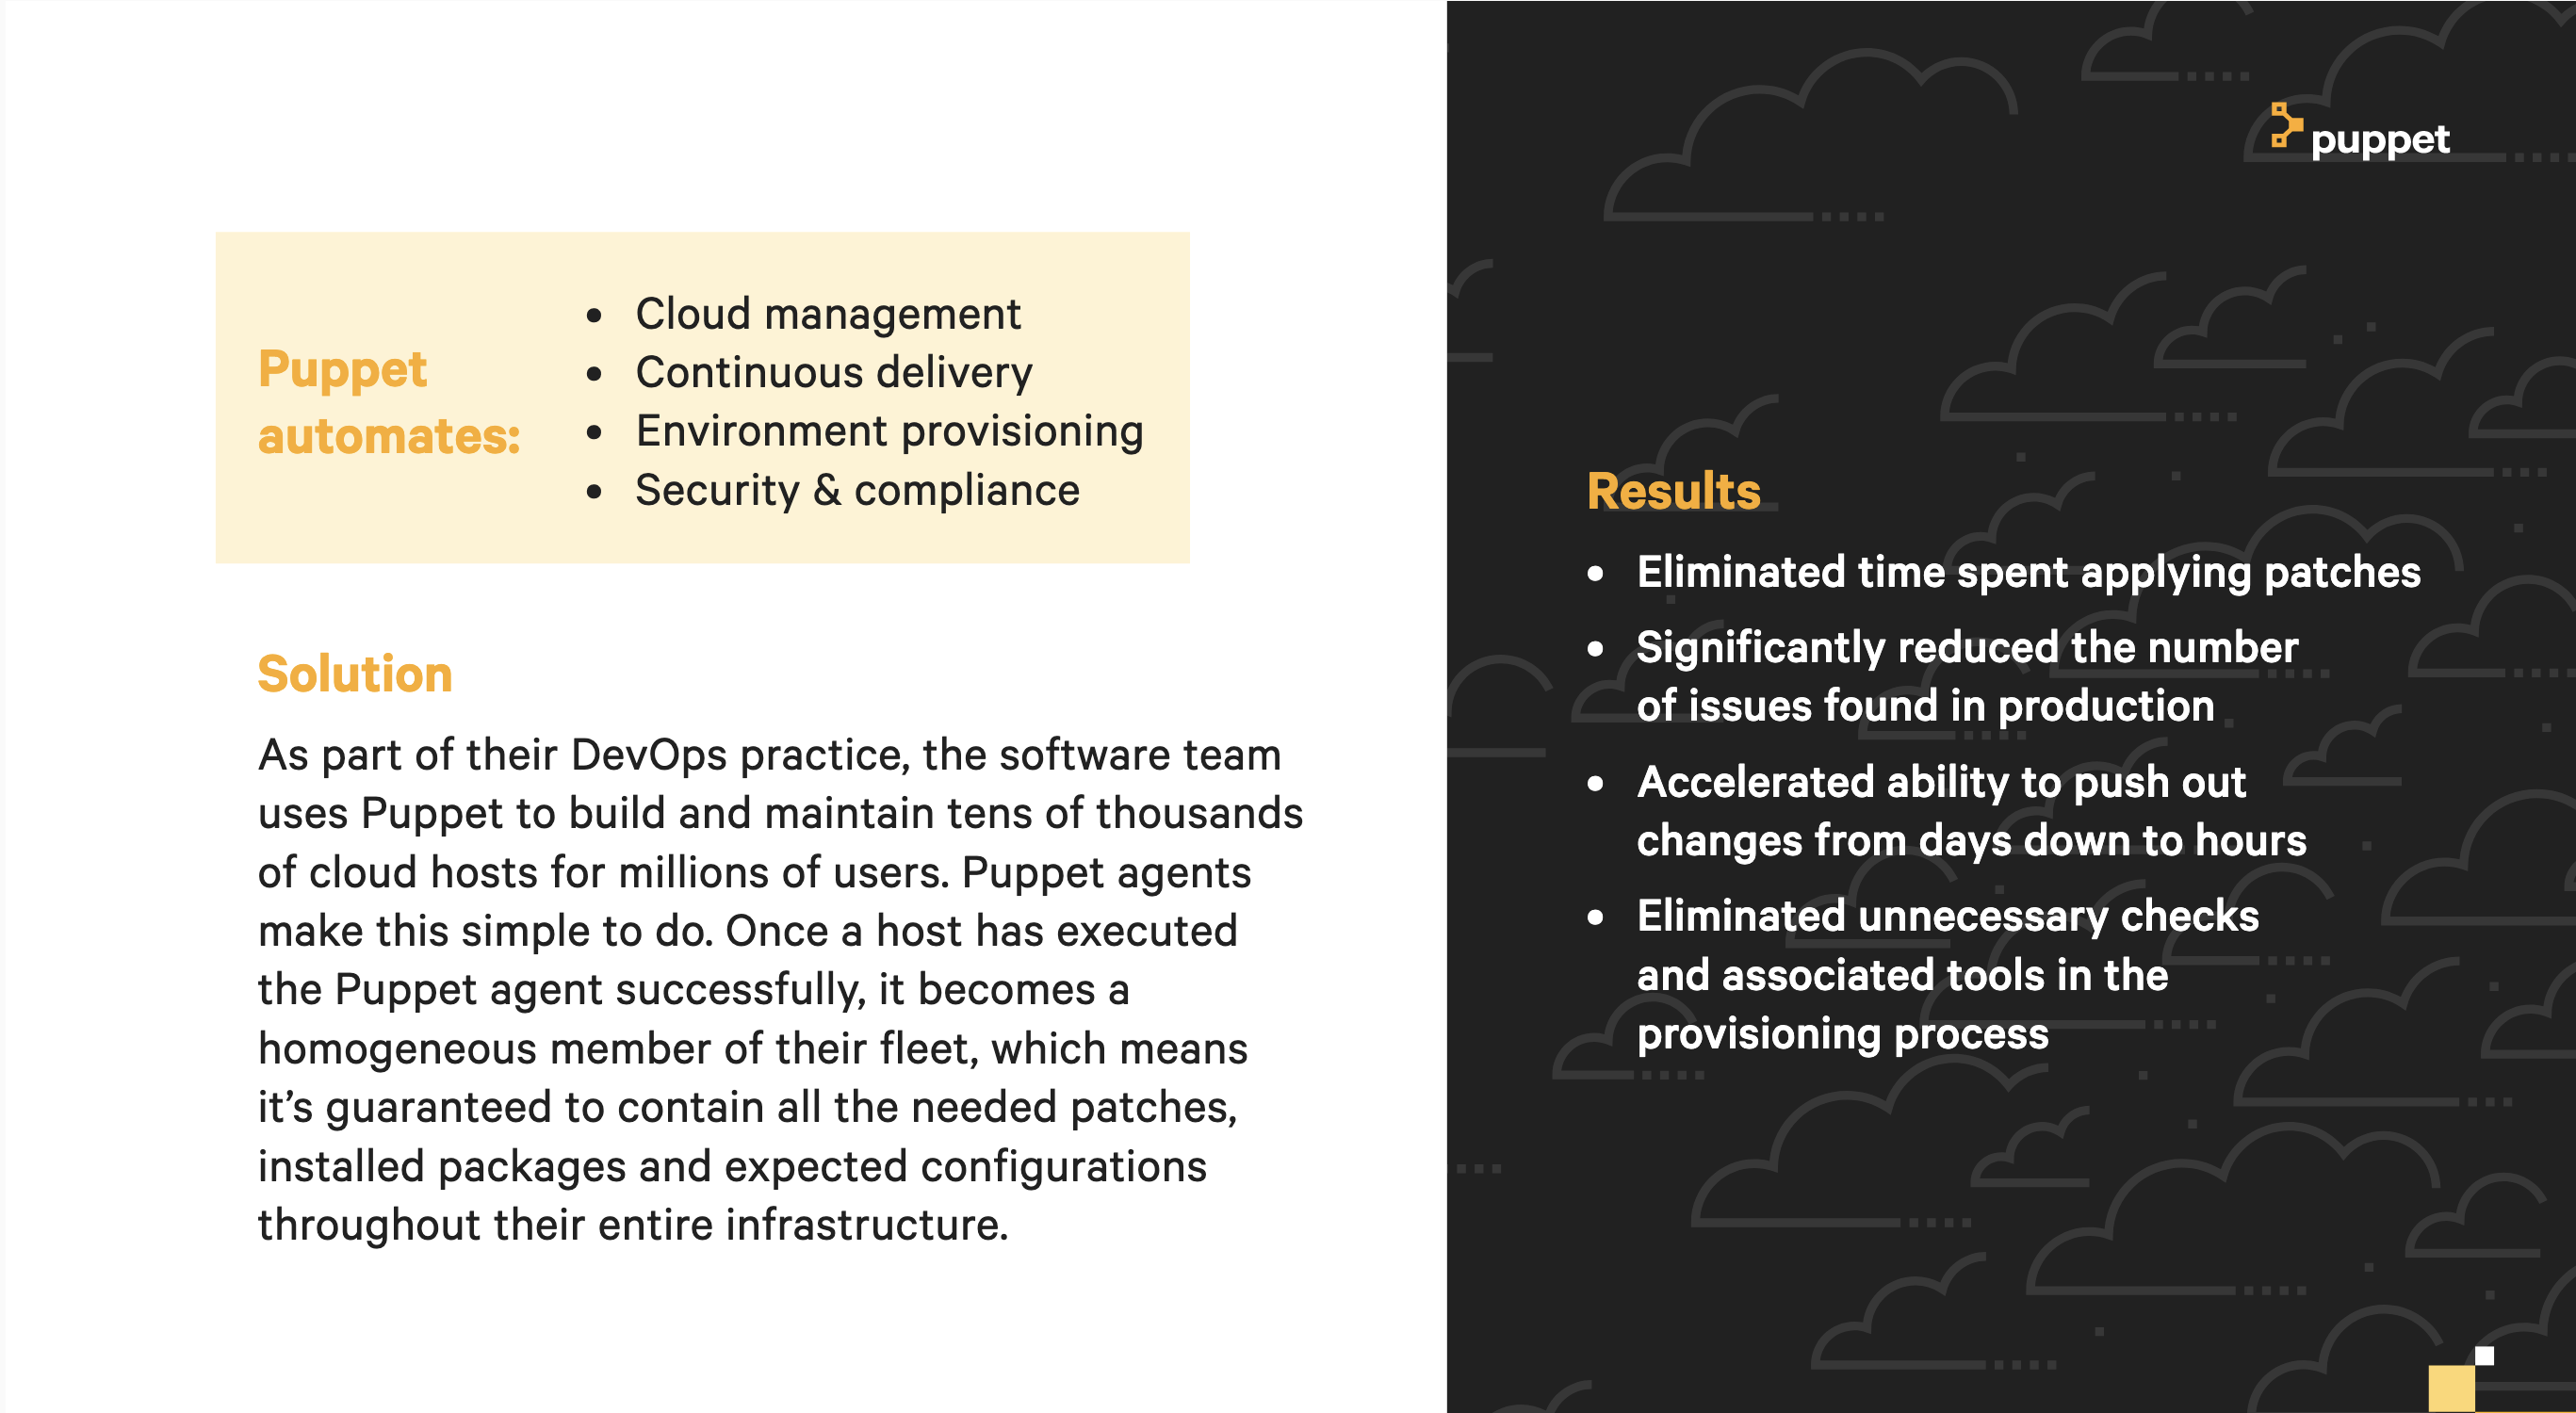 Puppet
automates:
• Cloud management
• Continuous delivery
• Environment provisioning
• Security & compliance
Solution
As part of their DevOps practice, the software team
uses Puppet to build and maintain tens of thousands
of cloud hosts for millions of users. Puppet agents
make this simple to do. Once a host has executed
the Puppet agent successfully, it becomes a
homogeneous member of their fleet, which means
it’s guaranteed to contain all the needed patches,
installed packages and expected configurations
throughout their entire infrastructure.
puppet
Results
• Eliminated time spent applying patches
• Significantly reduced the number
of issues found in production
• Accelerated ability to push out
changes from days down to hours
• Eliminated unnecessary checks
and associated tools in the
provisioning process